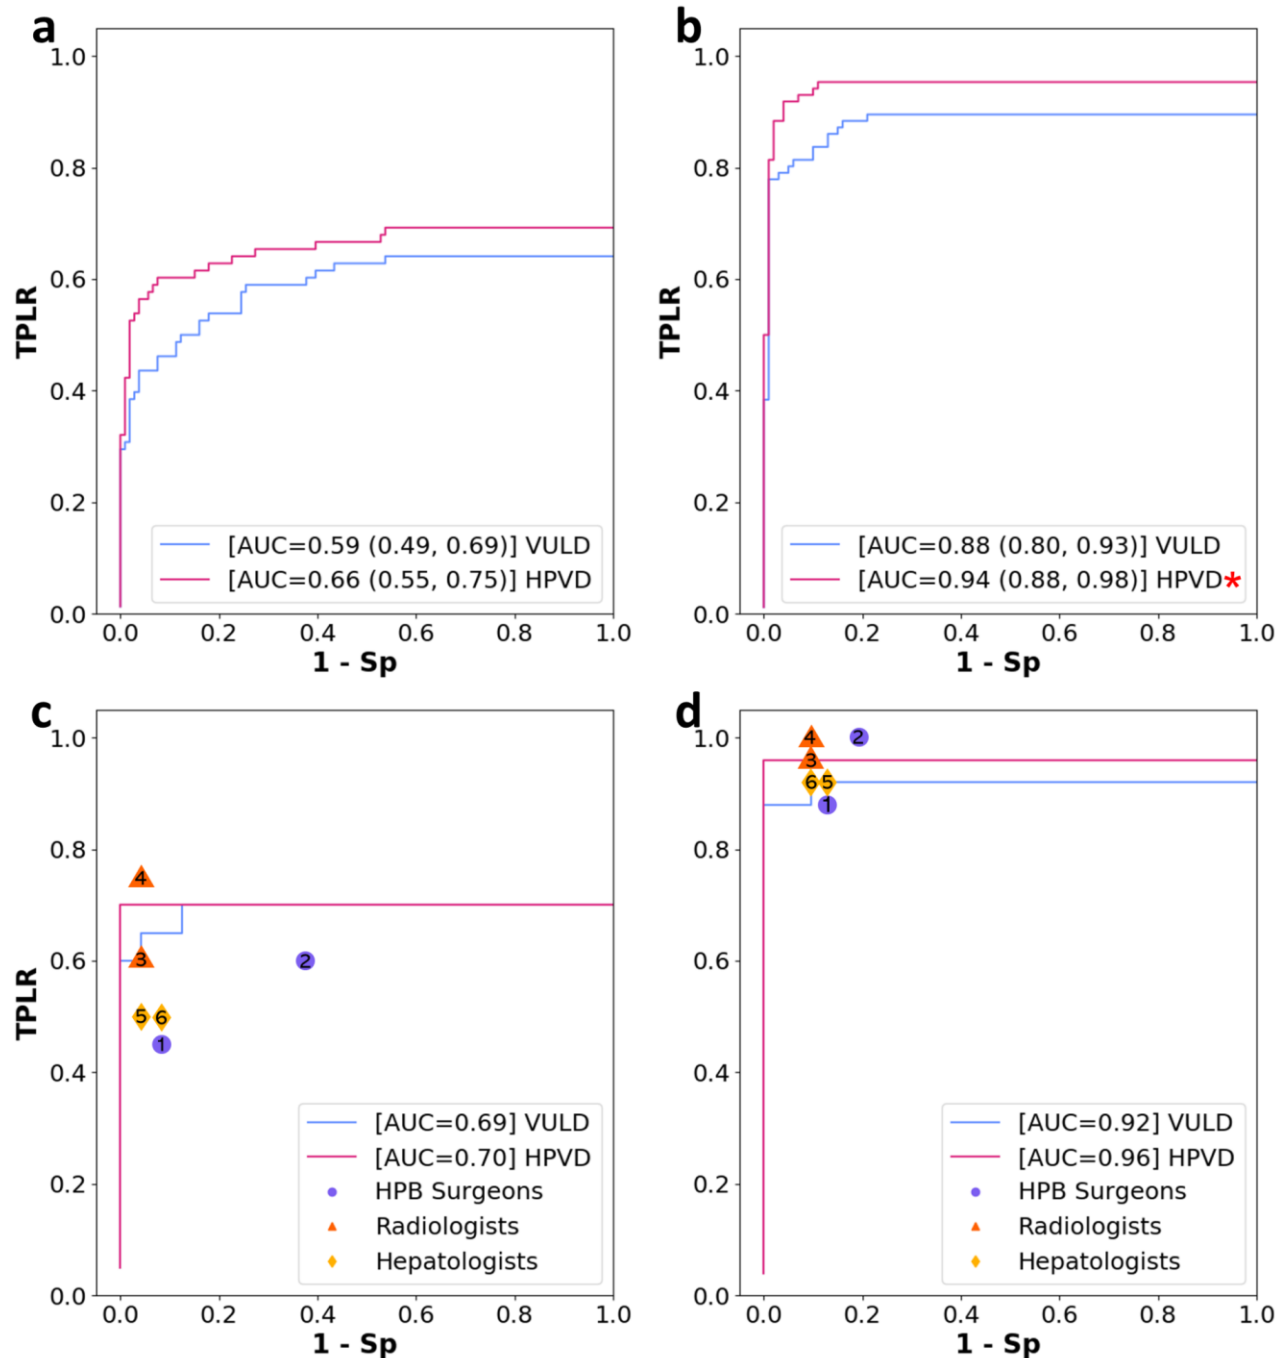 a
1.0
0.8
0.6
0.4
0.2
0.0
TPLR
[AUC=0.59 (0.49, 0.69)] VULD
[AUC=0.66 (0.55, 0.75)] HPVD
0.0 0.2 0.4 0.6 0.8 1.0
1 - Sp
b
1.0
0.8
0.6
0.4
0.2
0.0
TPLR
[AUC=0.88 (0.80, 0.93)] VULD
[AUC=0.94 (0.88, 0.98)] HPVD*
0.0 0.2 0.4 0.6 0.8 1.0
1 - Sp
c
1.0
0.8
0.6
0.4
0.2
0.0
TPLR
4
3
2
5 6
1
[AUC=0.69] VULD
[AUC=0.70] HPVD
HPB Surgeons
Radiologists
Hepatologists
0.0 0.2 0.4 0.6 0.8 1.0
1 - Sp
d
1.0
0.8
0.6
0.4
0.2
0.0
4 2
3
6 5
1
[AUC=0.92] VULD
[AUC=0.96] HPVD
HPB Surgeons
Radiologists
Hepatologists
0.0 0.2 0.4 0.6 0.8 1.0
1 - Sp